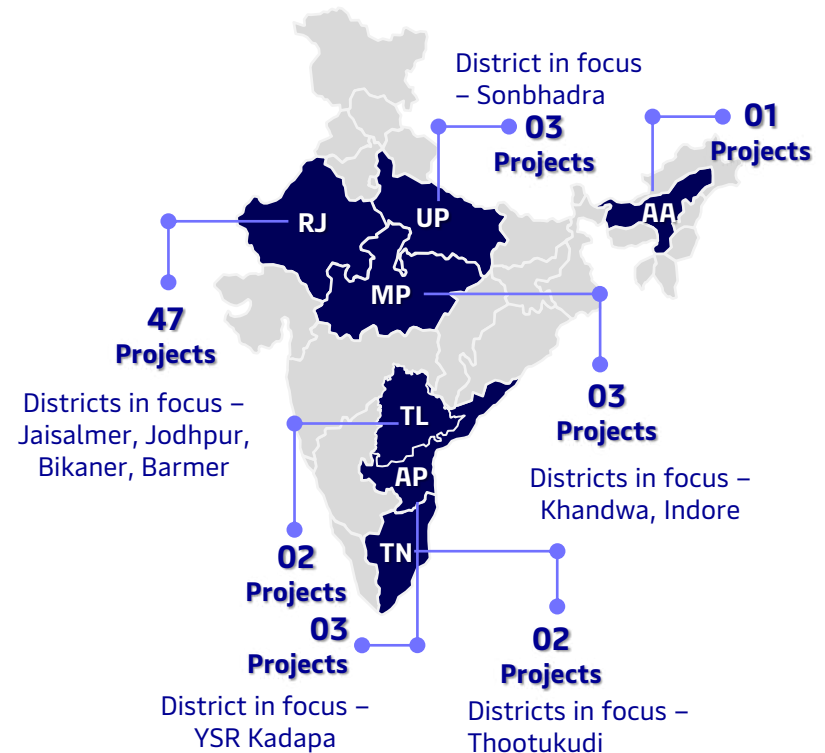 District in focus
– Sonbhadra
03
Projects
01
Projects
AA
UP
RJ
MP
47
Projects
Districts in focus –
Jaisalmer, Jodhpur,
Bikaner, Barmer
03
Projects
Districts in focus –
Khandwa, Indore
TL
AP
TN
02
Projects
03
Projects
District in focus –
YSR Kadapa
02
Projects
Districts in focus –
Thootukudi